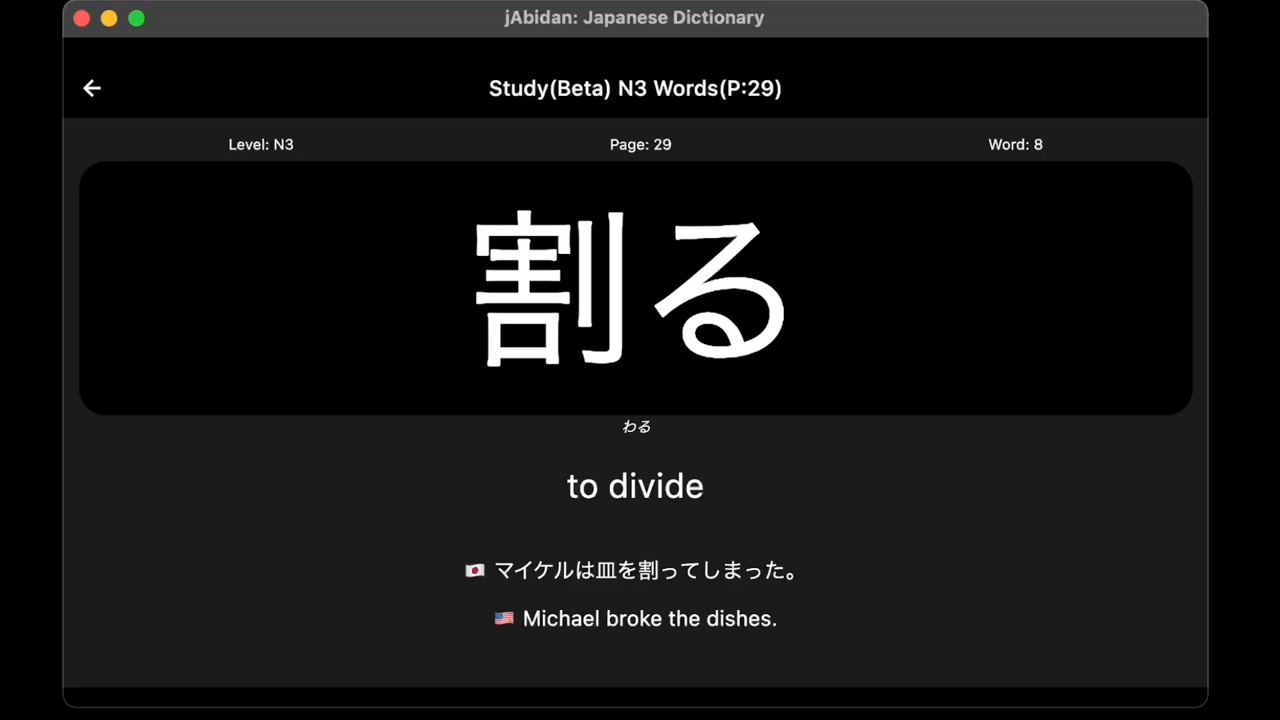 jAbidan: Japanese Dictionary
Study(Beta) N3 Words(P:29)
Level: N3
Page: 29
Word: 8
割る
わる
to divide
マイケルは皿を割ってしまった。
Michael broke the dishes.